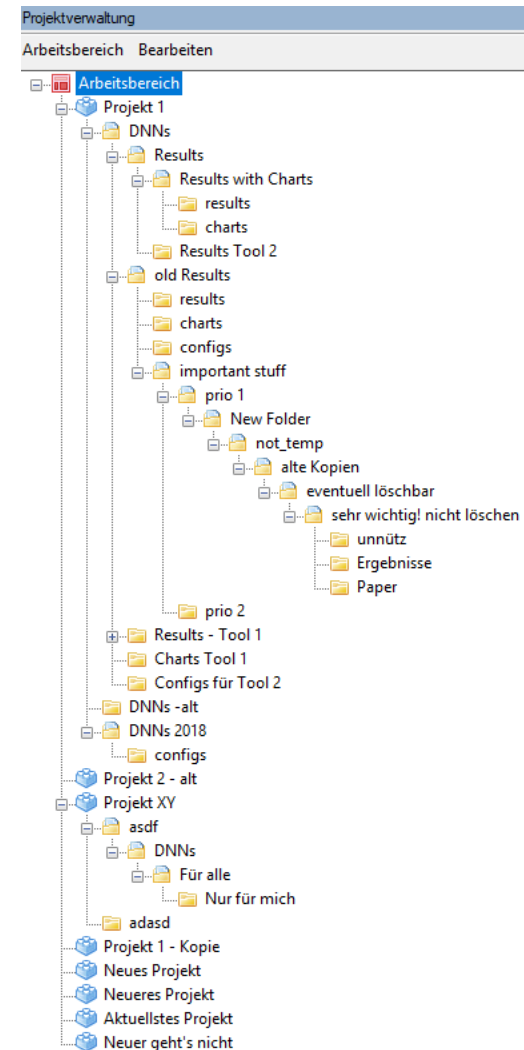 Projektverwaltung
Arbeitsbereich Bearbeiten
Arbeitsbereich
Projekt 1
DNNs
Results
Results with Charts
results
charts
Results Tool 2
old Results
results
charts
configs
important stuff
prio 1
New Folder
not_temp
alte Kopien
eventuell löschbar
sehr wichtig! nicht löschen
unnütz
Ergebnisse
Paper
prio 2
Results - Tool 1
Charts Tool 1
Configs für Tool 2
DNNs -alt
DNNs 2018
configs
Projekt 2 - alt
Projekt XY
asdf
DNNs
Für alle
Nur für mich
adasd
Projekt 1 - Kopie
Neues Projekt
Neueres Projekt
Aktuellstes Projekt
Neuer geht's nicht